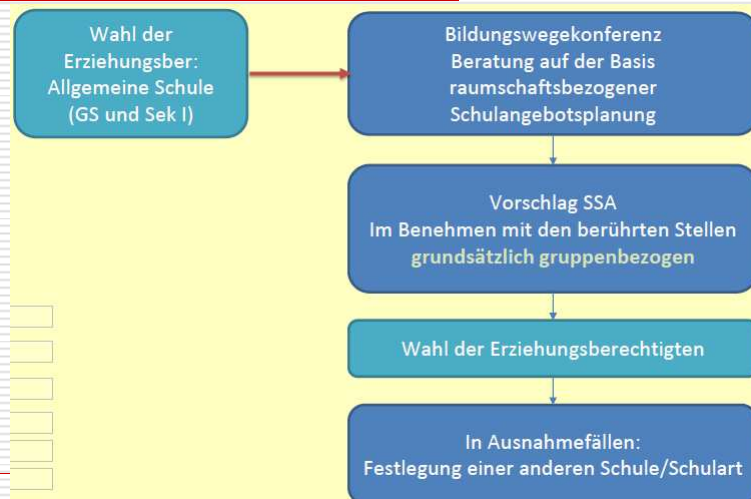 Wahl der
Erziehungsber:
Allgemeine Schule
(GS und Sek I)
Bildungswegekonferenz
Beratung auf der Basis
raumschaftsbezogener
Schulangebotsplanung
Vorschlag SSA
Im Benehmen mit den berührten Stellen
grundsätzlich gruppenbezogen
Wahl der Erziehungsberechtigten
In Ausnahmefällen:
Festlegung einer anderen Schule/Schulart